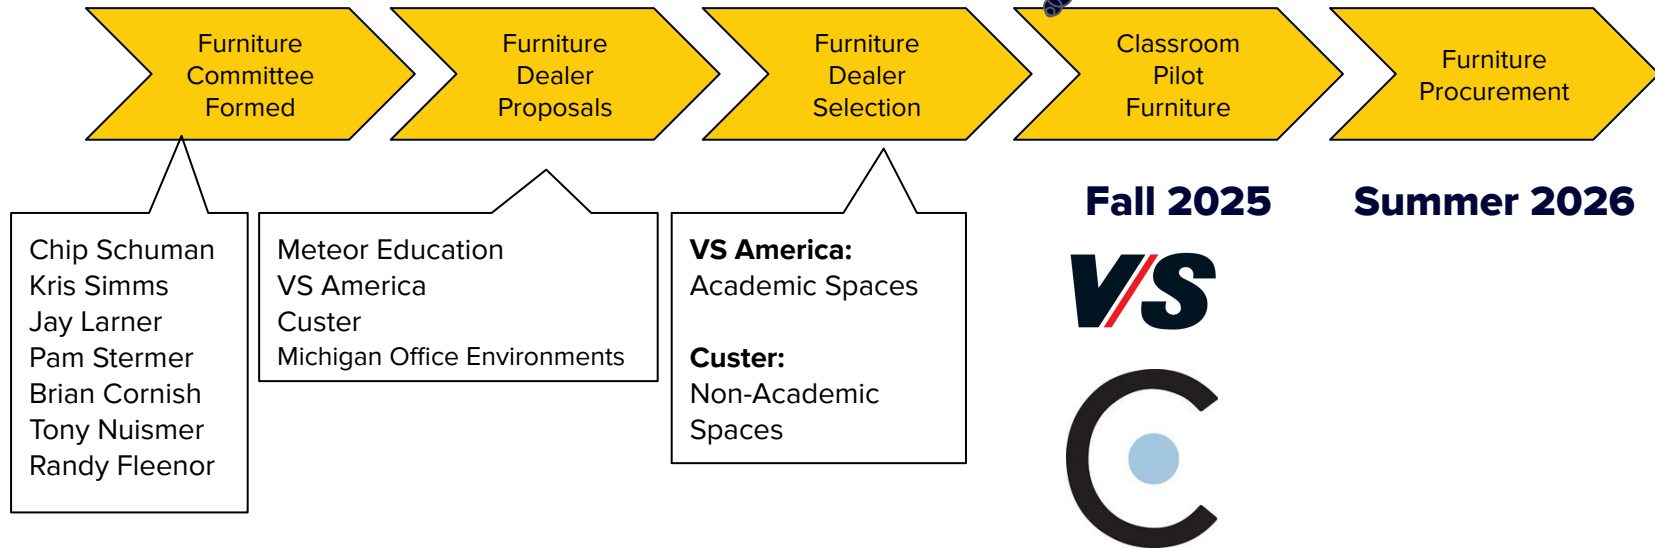 Furniture
Committee
Formed
Furniture
Dealer
Proposals
Furniture
Dealer
Selection
Classroom
Pilot
Furniture
Furniture
Procurement
Chip Schuman
Kris Simms
Jay Larner
Pam Stermer
Brian Cornish
Tony Nuismer
Randy Fleenor
Meteor Education
VS America
Custer
Michigan Office Environments
VS America:
Academic Spaces
Custer:
Non-Academic
Spaces
Fall 2025
Summer 2026
V/S
C